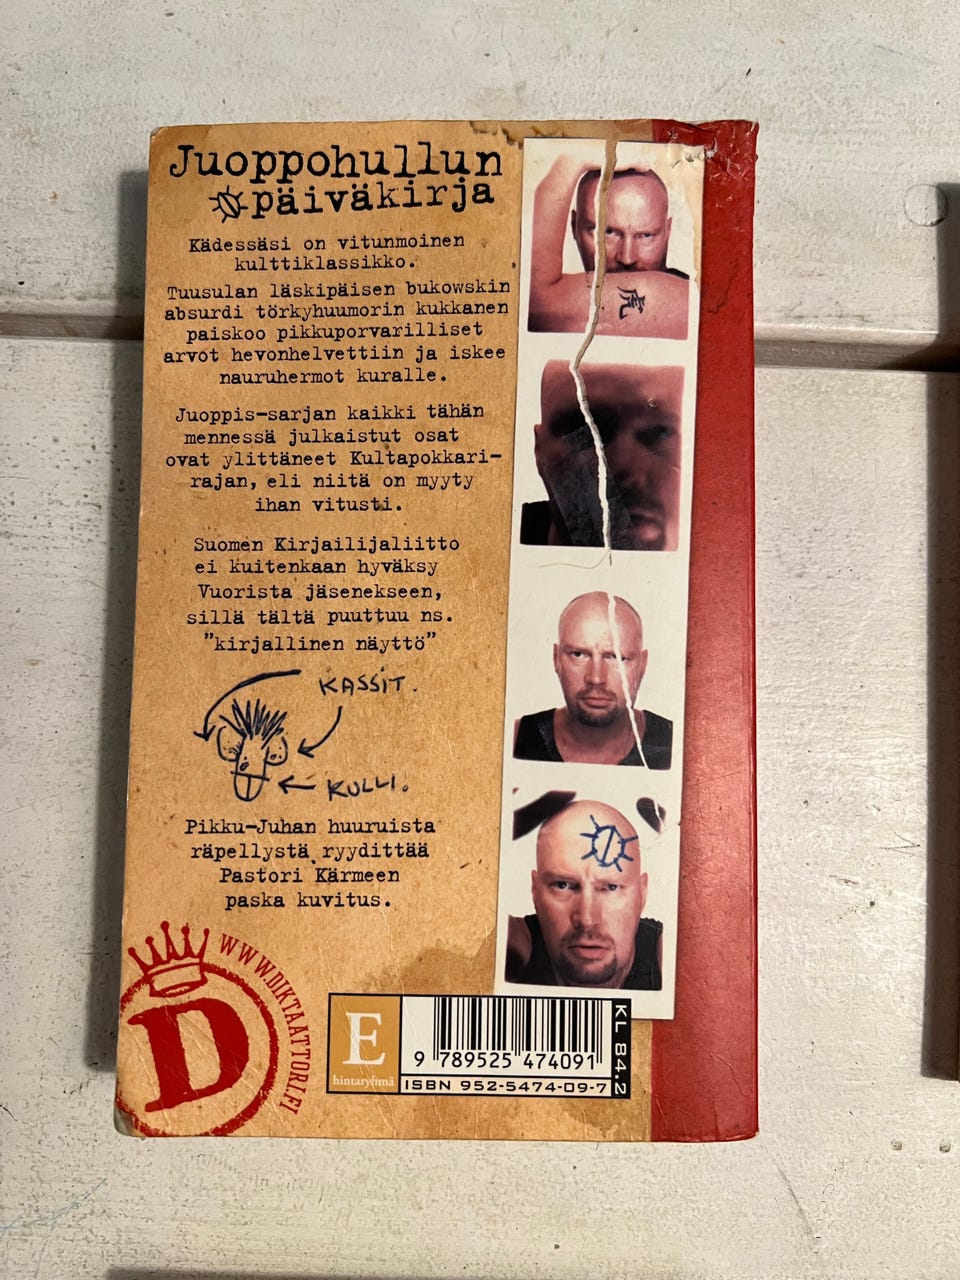 Juoppohullun
päiväkirja
Kädessäsi on vitunmoinen
kulttiklassikko.
Tuusulan läskipäisen bukowskin
absurdi törkyhuumorin kukkanen
paiskoo pikkuporvarilliset
arvot hevonhelvettiin ja iskee
nauruhermot kuralle.
Juoppis-sarjan kaikki tähän
mennessä julkaistut osat
ovat ylittäneet Kultapokkari-
rajan, eli niitä on myyty
ihan vitusti.
Suomen Kirjailijaliitto
ei kuitenkaan hyväksy
Vuorista jäsenekseen,
sillä tältä puuttuu ns.
"kirjallinen näyttö"
KASSIT.
KULLI.
Pikku-Juhan huuruista
räpellystä ryydittää
Pastori Kärmeen
paska kuvitus.
D
WWW.DIKTAATTORI.FI
E
hintaryhmä
9 789525 474091
ISBN 952-5474-09-7
KL 84.2
虎